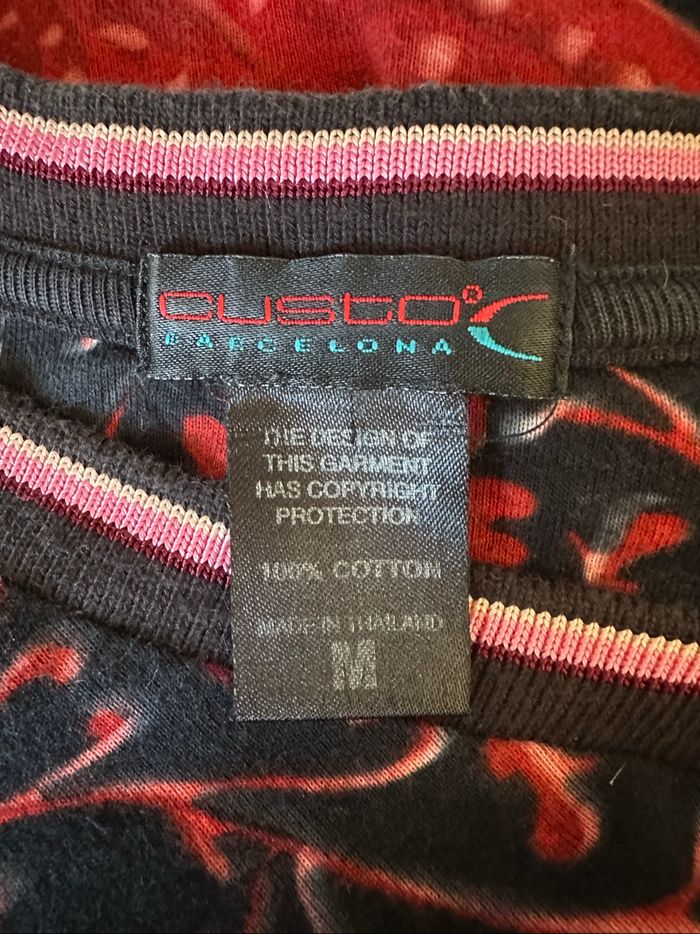 custo®
BARCELONA
THE DESIGN OF
THIS GARMENT
HAS COPYRIGHT
PROTECTION
100% COTTON
MADE IN THAILAND
M